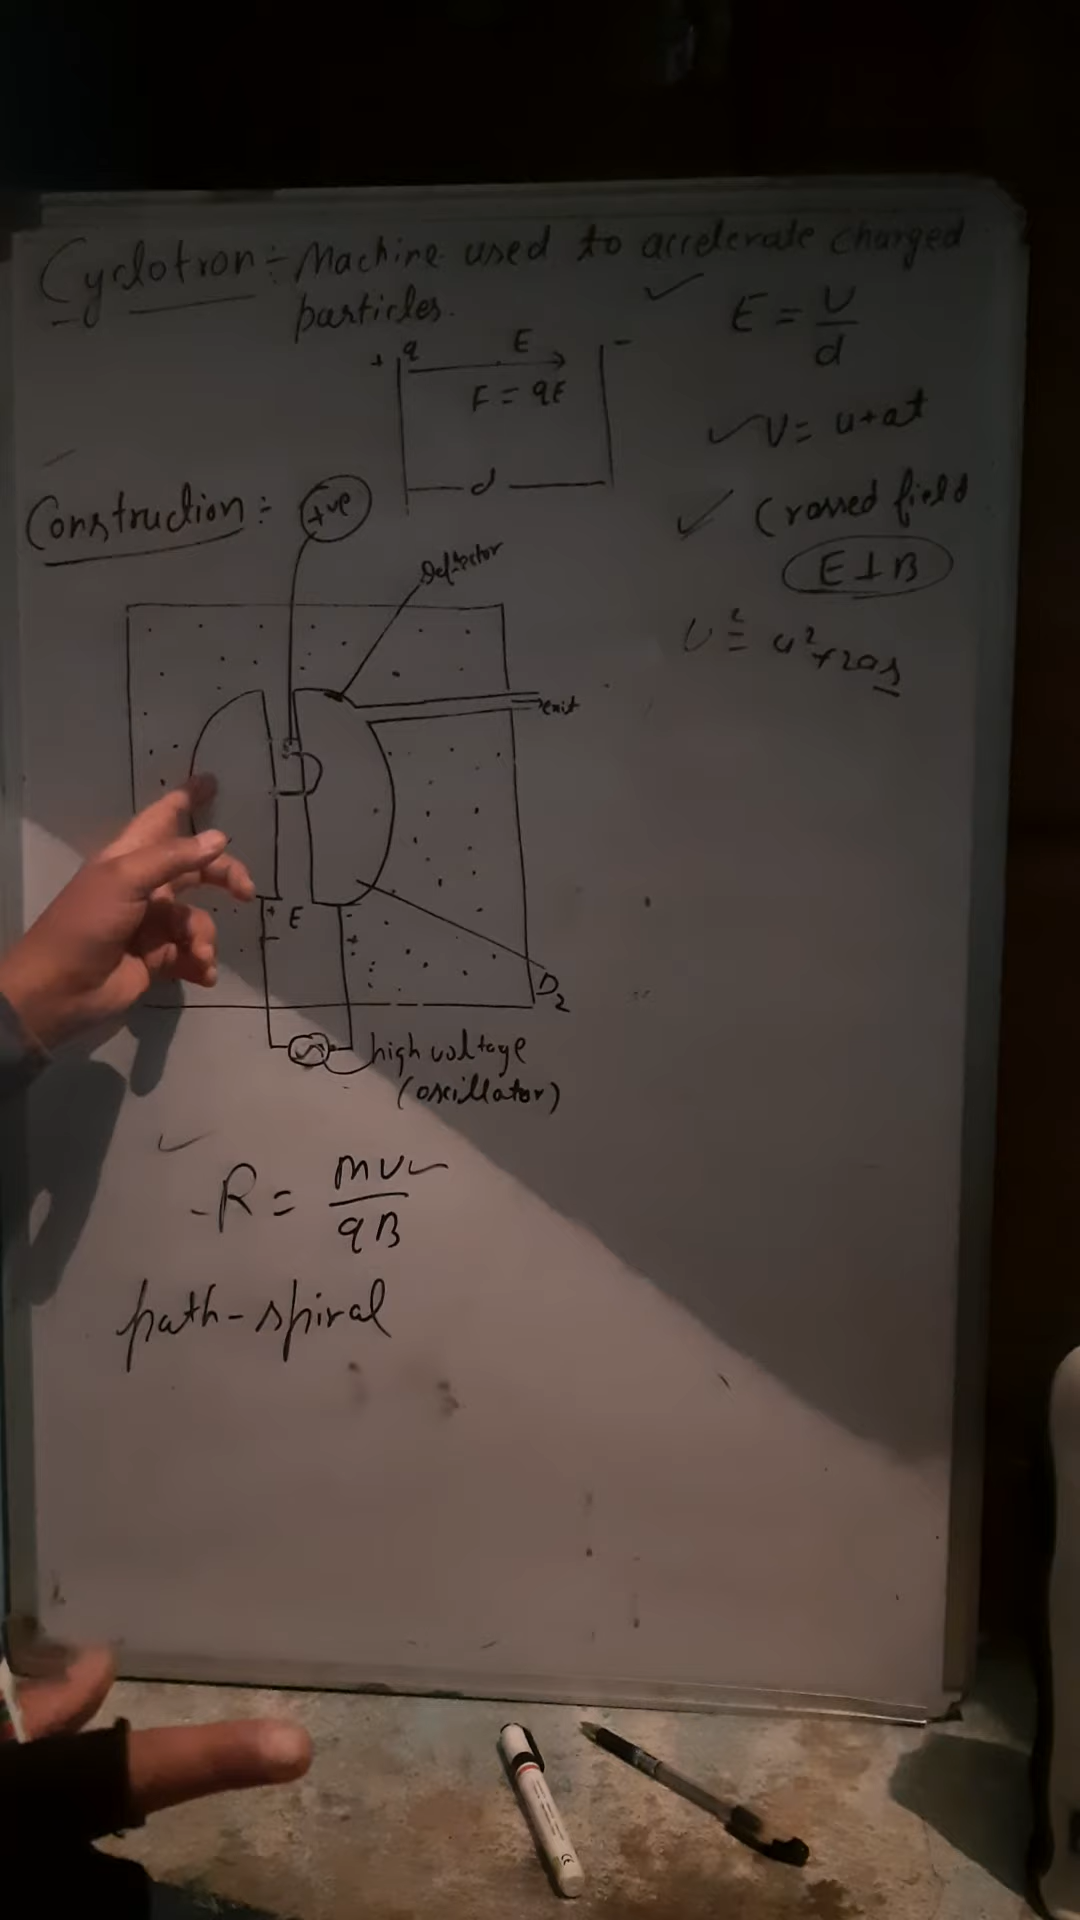 Cyclotron :- Machine used to accelerate charged
particles.
E = V/d
+ q E -
F = qE
d
V = u + at
Construction :-
+ve
Crossed field
E ⊥ B
Deflector
v² = u² + 2as
exit
+ E -
- +
D₂
high voltage
(oscillator)
- R = mv/qB
path - spiral